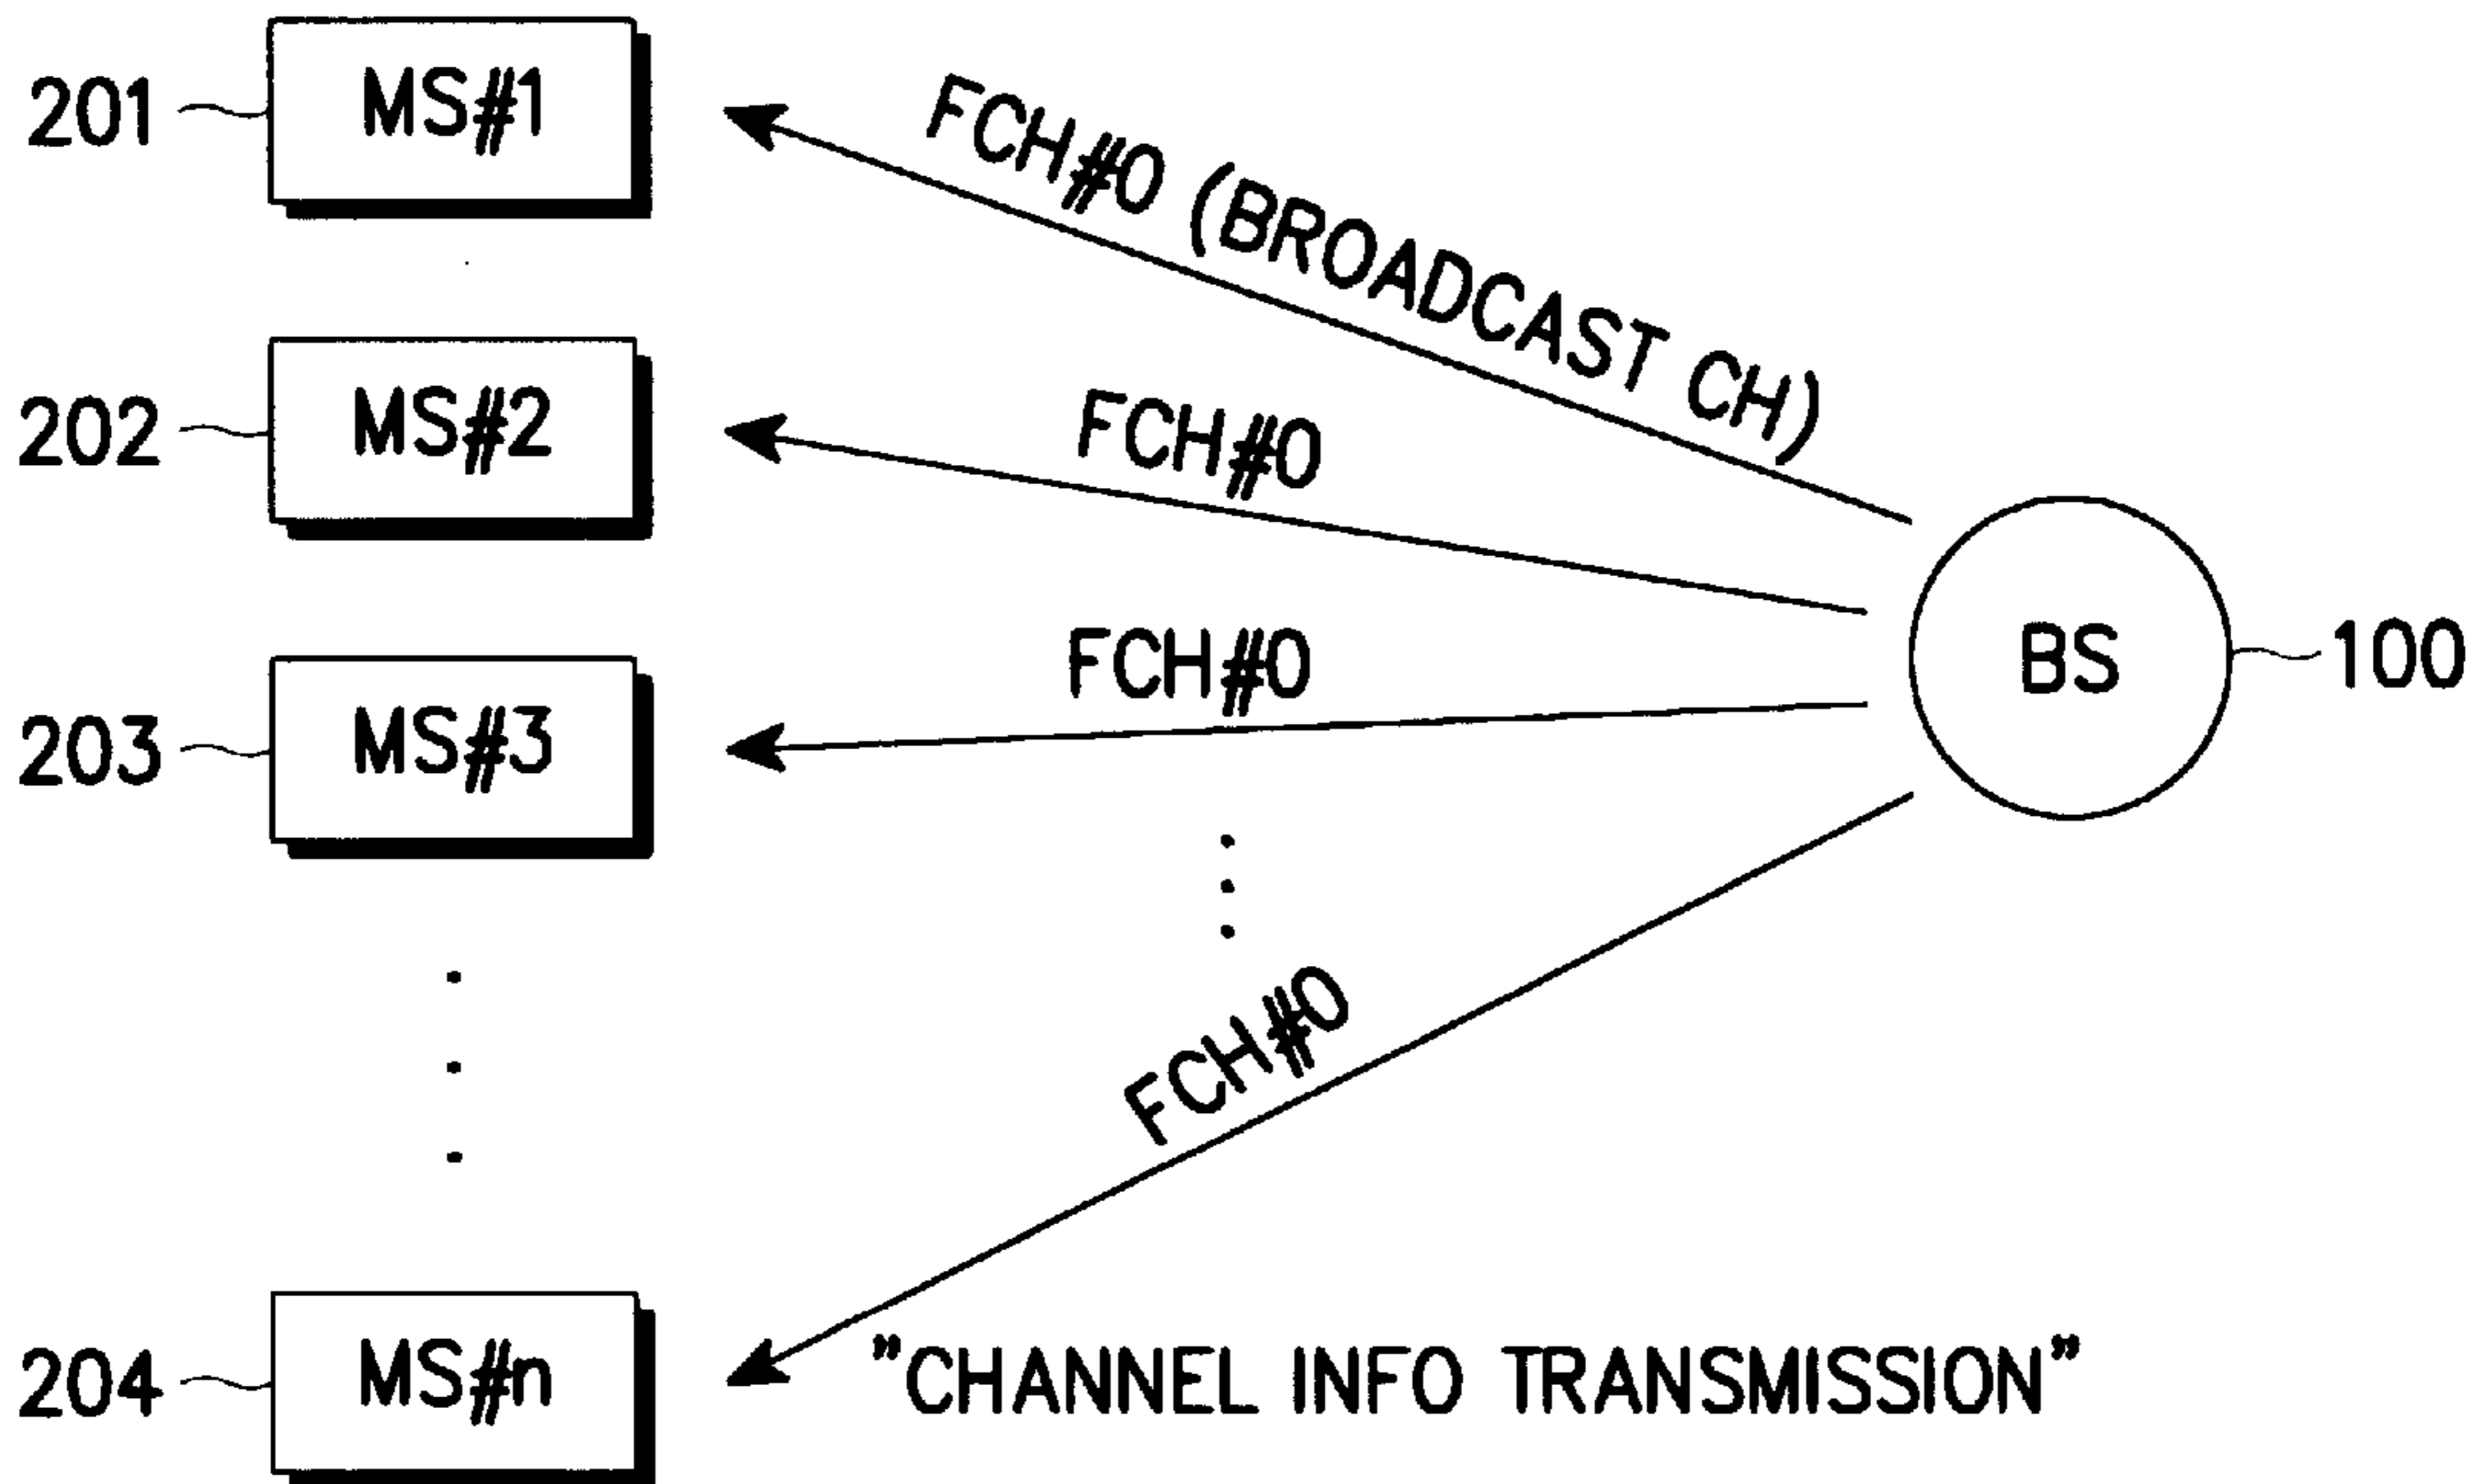 201
MS#1
FCH#0 (BROADCAST CH)
202
MS#2
FCH#0
BS
100
203
MS#3
FCH#0
FCH#0
204
MS#n
"CHANNEL INFO TRANSMISSION"